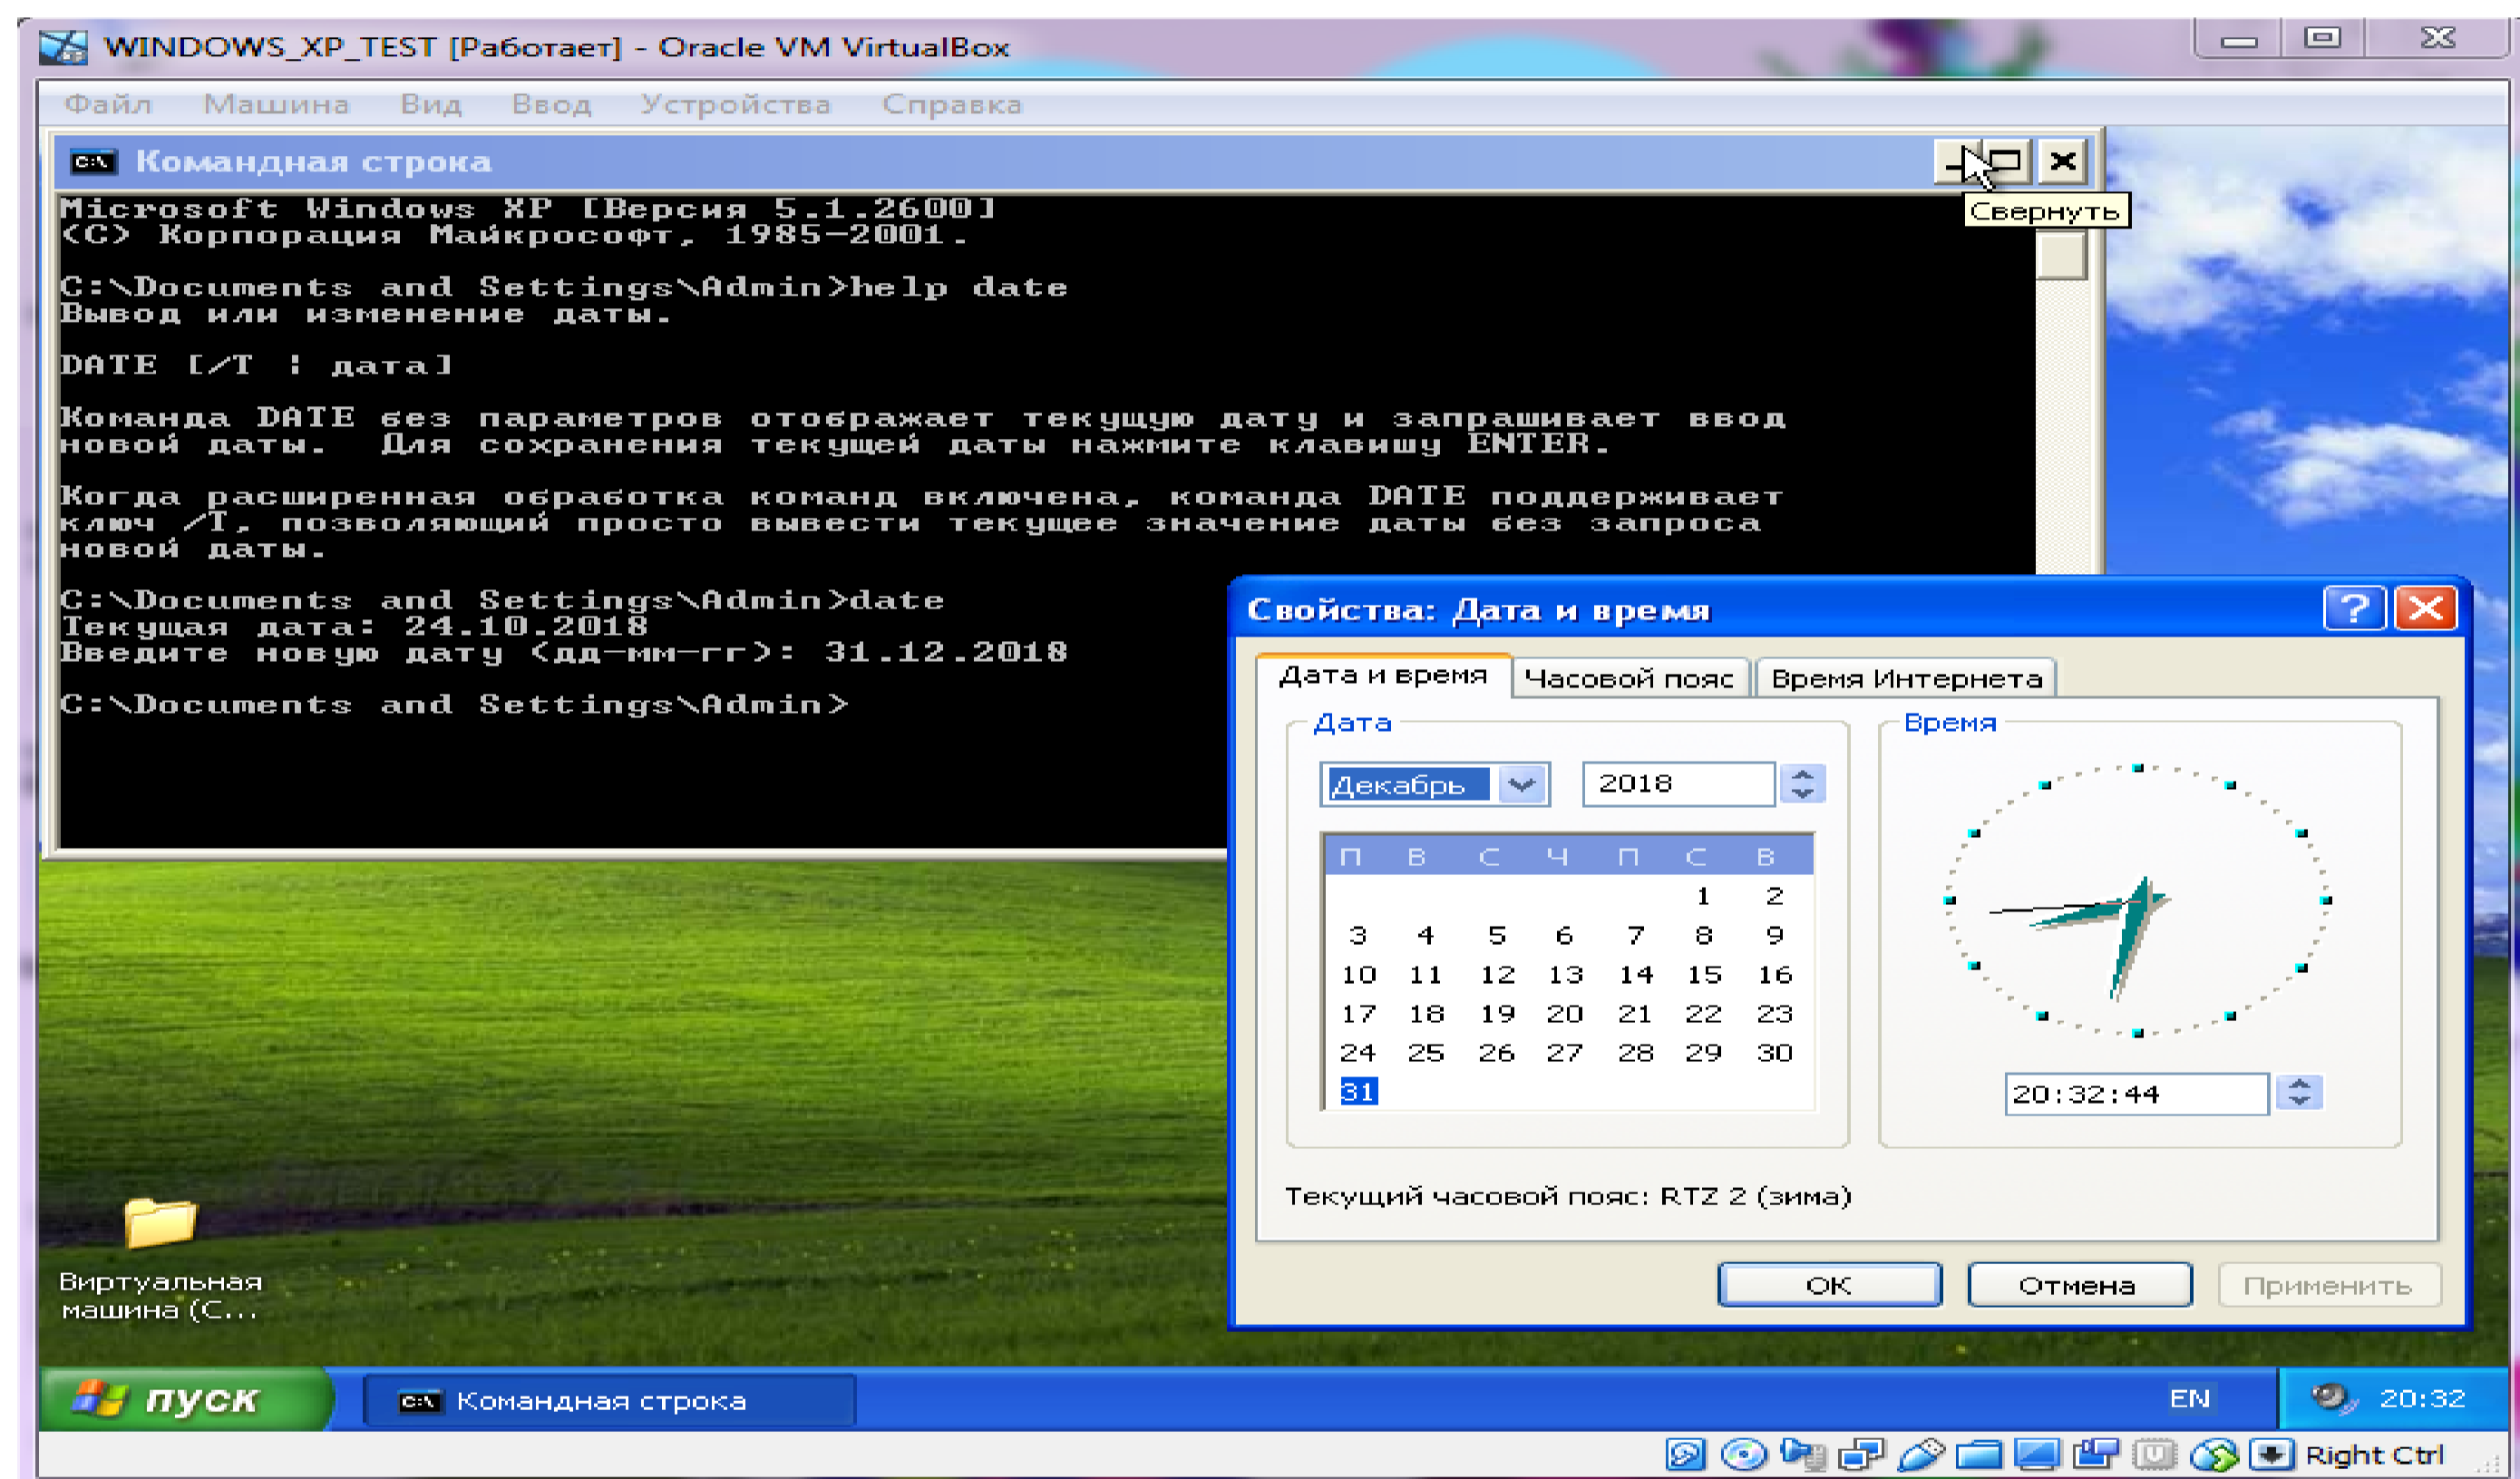 WINDOWS_XP_TEST [Работает] - Oracle VM VirtualBox
Файл Машина Вид Ввод Устройства Справка
C:\ Командная строка
Свернуть
Microsoft Windows XP [Версия 5.1.2600]
(С) Корпорация Майкрософт, 1985-2001.
C:\Documents and Settings\Admin>help date
Вывод или изменение даты.
DATE [/T | дата]
Команда DATE без параметров отображает текущую дату и запрашивает ввод
новой даты.  Для сохранения текущей даты нажмите клавишу ENTER.
Когда расширенная обработка команд включена, команда DATE поддерживает
ключ /T, позволяющий просто вывести текущее значение даты без запроса
новой даты.
C:\Documents and Settings\Admin>date
Текущая дата: 24.10.2018
Введите новую дату (дд-мм-гг): 31.12.2018
C:\Documents and Settings\Admin>
Свойства: Дата и время
Дата и время Часовой пояс Время Интернета
Дата
Время
Декабрь 2018
П В С Ч П С В
1 2
3 4 5 6 7 8 9
10 11 12 13 14 15 16
17 18 19 20 21 22 23
24 25 26 27 28 29 30
31
20:32:44
Текущий часовой пояс: RTZ 2 (зима)
ОК Отмена Применить
Виртуальная
машина (С...
пуск C:\ Командная строка EN 20:32
Right Ctrl